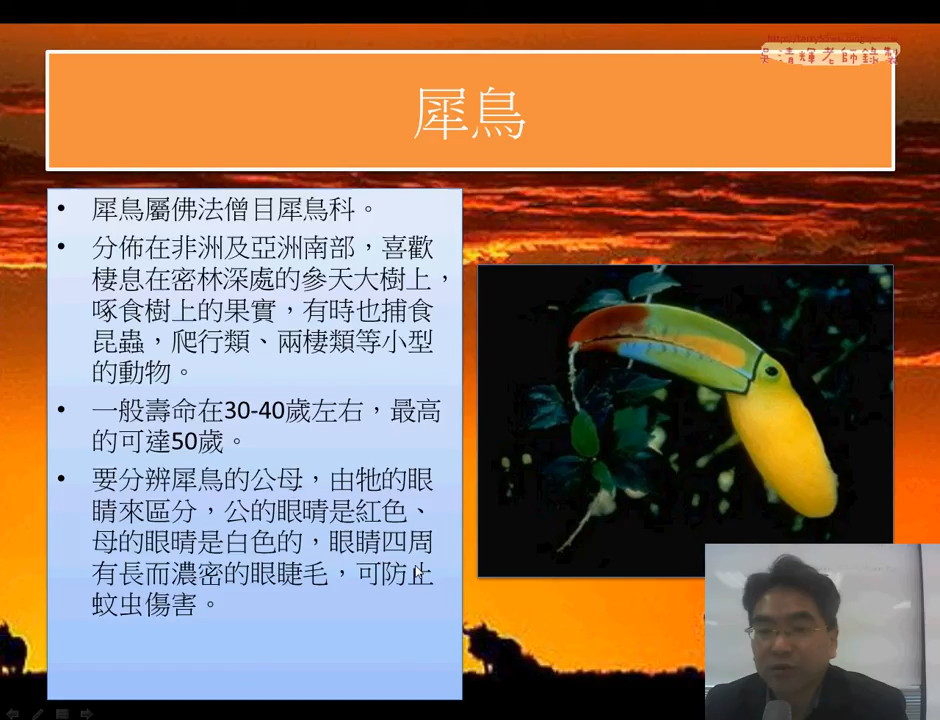 吳清輝老師錄製
犀鳥
• 犀鳥屬佛法僧目犀鳥科。
• 分佈在非洲及亞洲南部，喜歡
棲息在密林深處的參天大樹上，
啄食樹上的果實，有時也捕食
昆蟲，爬行類、兩棲類等小型
的動物。
• 一般壽命在30-40歲左右，最高
的可達50歲。
• 要分辨犀鳥的公母，由牠的眼
睛來區分，公的眼睛是紅色、
母的眼睛是白色的，眼睛四周
有長而濃密的眼睫毛，可防止
蚊虫傷害。